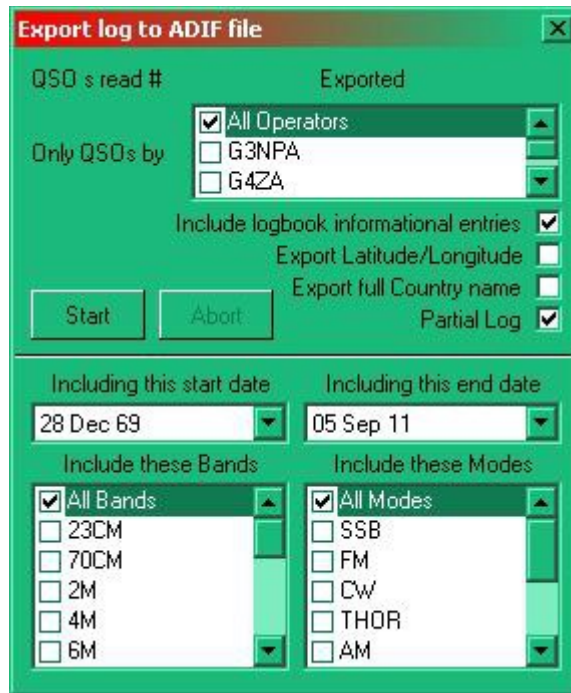 Export log to ADIF file
QSO s read # Exported
Only QSOs by
All Operators
G3NPA
G4ZA
Include logbook informational entries
Export Latitude/Longitude
Export full Country name
Partial Log
Start Abort
Including this start date Including this end date
28 Dec 69 05 Sep 11
Include these Bands Include these Modes
All Bands All Modes
23CM SSB
70CM FM
2M CW
4M THOR
6M AM